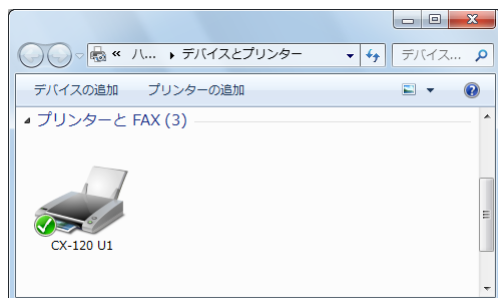 « ハ... ▸ デバイスとプリンター
デバイス...
デバイスの追加 プリンターの追加
プリンターと FAX (3)
CX-120 U1